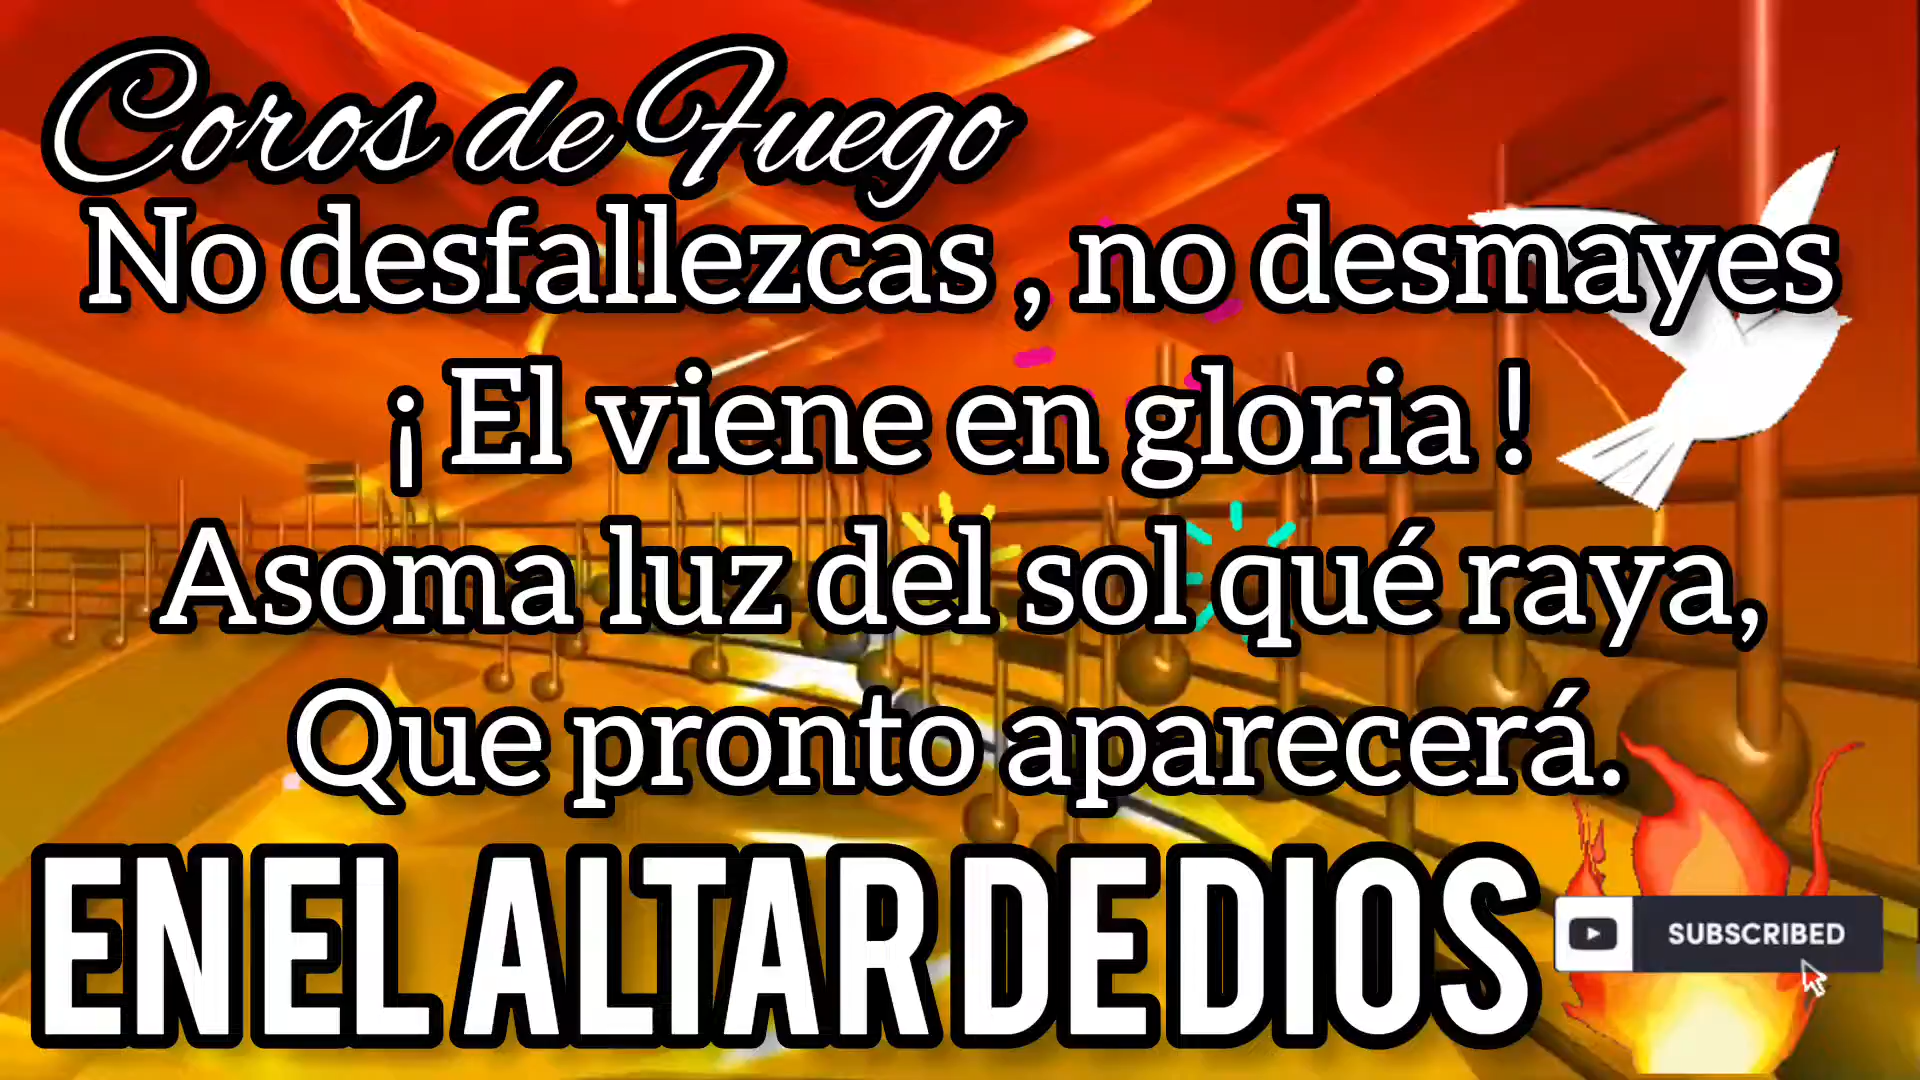 Coros de Fuego
No desfallezcas , no desmayes
¡ El viene en gloria !
Asoma luz del sol qué raya,
Que pronto aparecerá.
EN EL ALTAR DE DIOS
SUBSCRIBED